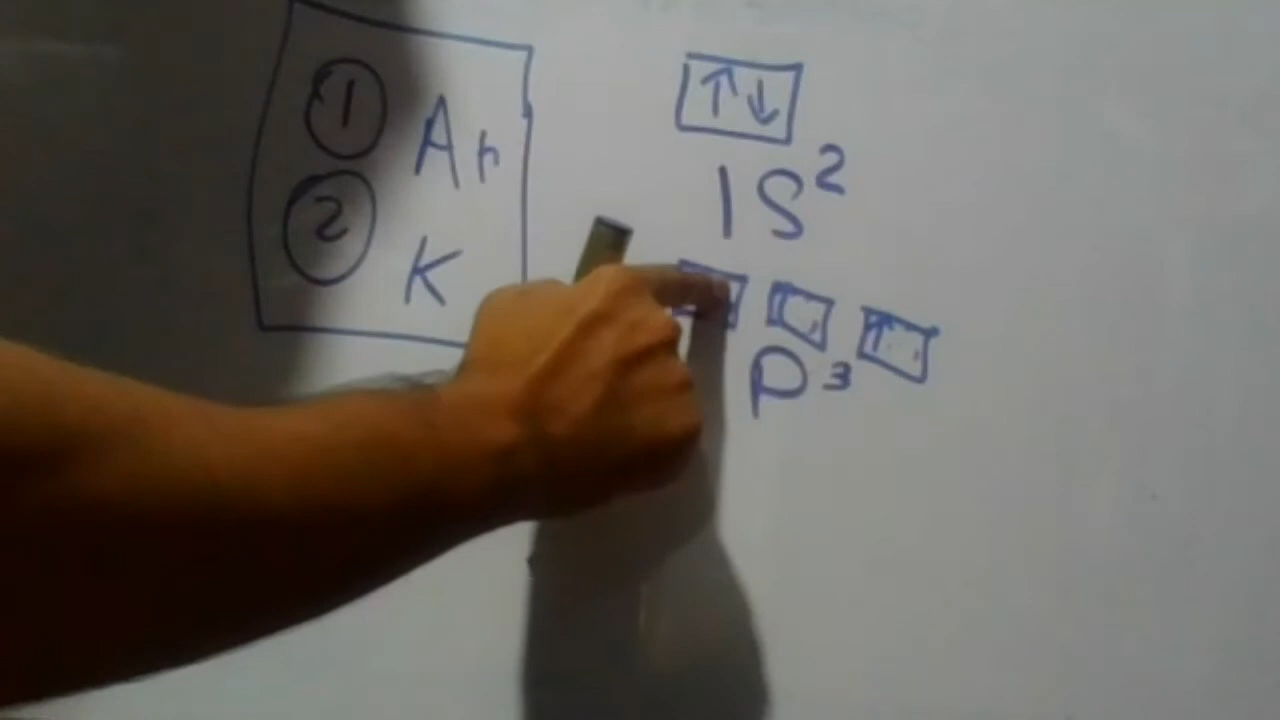 ① Ar
② K
↑↓
1S²
P³